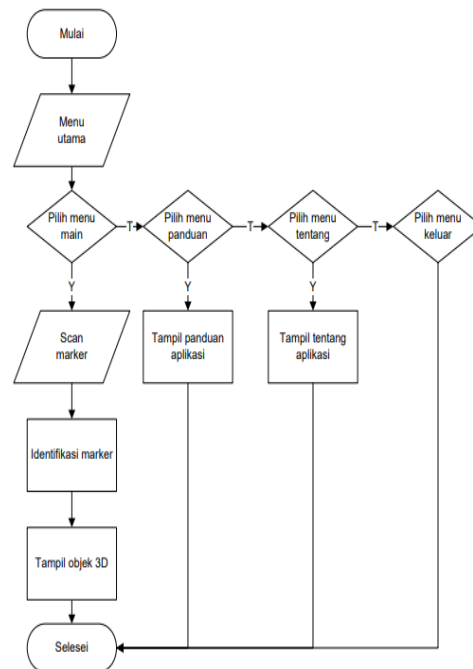 Mulai
Menu
utama
Pilih menu
main
T
Pilih menu
panduan
T
Pilih menu
tentang
T
Pilih menu
keluar
Y
Y
Y
Scan
marker
Tampil panduan
aplikasi
Tampil tentang
aplikasi
Identifikasi marker
Tampil objek 3D
Selesei